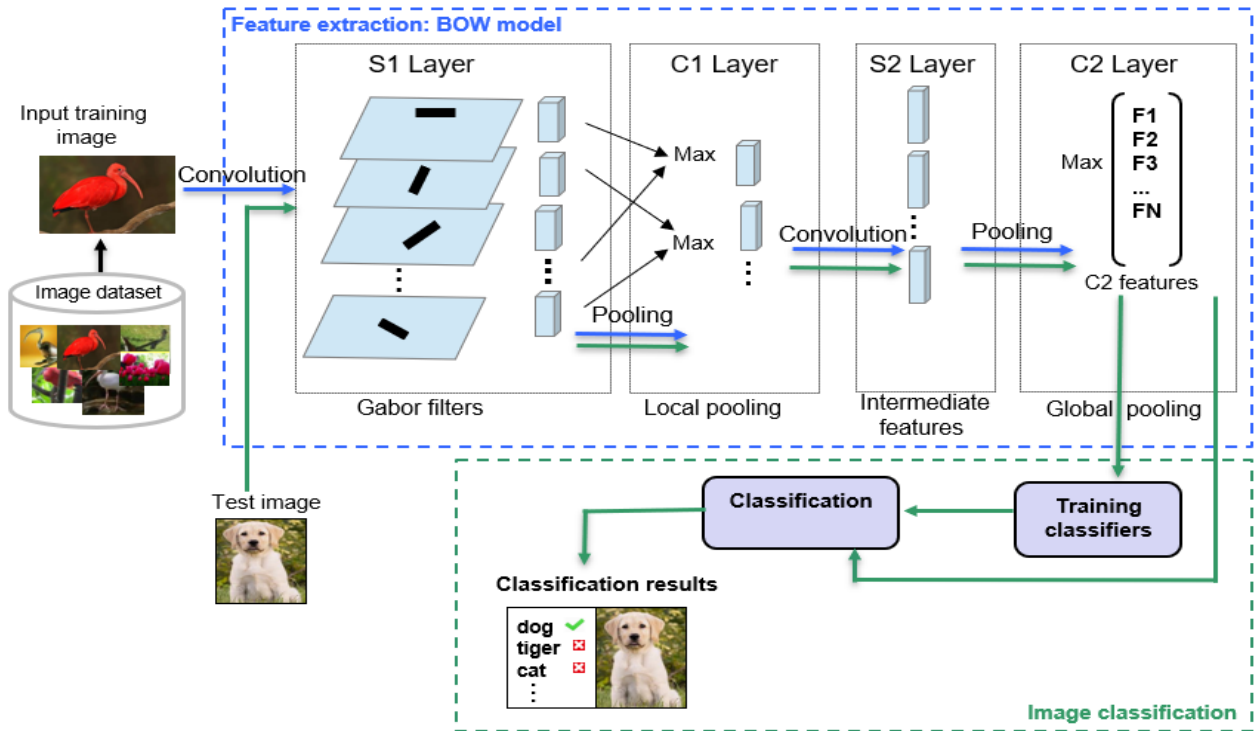 Feature extraction: BOW model
S1 Layer
C1 Layer
S2 Layer
C2 Layer
Input training
image
Convolution
Image dataset
Max
Max
Pooling
Convolution
Pooling
Max
F1
F2
F3
...
FN
C2 features
Gabor filters
Local pooling
Intermediate
features
Global pooling
Test image
Classification
Training
classifiers
Classification results
dog
tiger
cat
Image classification